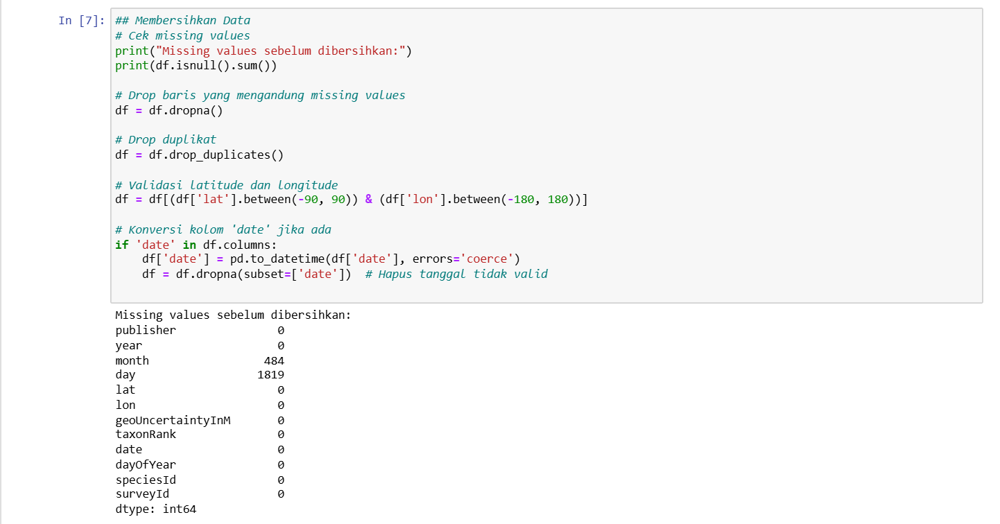 In [7]:
## Membersihkan Data
# Cek missing values
print("Missing values sebelum dibersihkan:")
print(df.isnull().sum())
# Drop baris yang mengandung missing values
df = df.dropna()
# Drop duplikat
df = df.drop_duplicates()
# Validasi latitude dan longitude
df = df[(df['lat'].between(-90, 90)) & (df['lon'].between(-180, 180))]
# Konversi kolom 'date' jika ada
if 'date' in df.columns:
    df['date'] = pd.to_datetime(df['date'], errors='coerce')
    df = df.dropna(subset=['date'])  # Hapus tanggal tidak valid
Missing values sebelum dibersihkan:
publisher 0
year 0
month 484
day 1819
lat 0
lon 0
geoUncertaintyInM 0
taxonRank 0
date 0
dayOfYear 0
speciesId 0
surveyId 0
dtype: int64